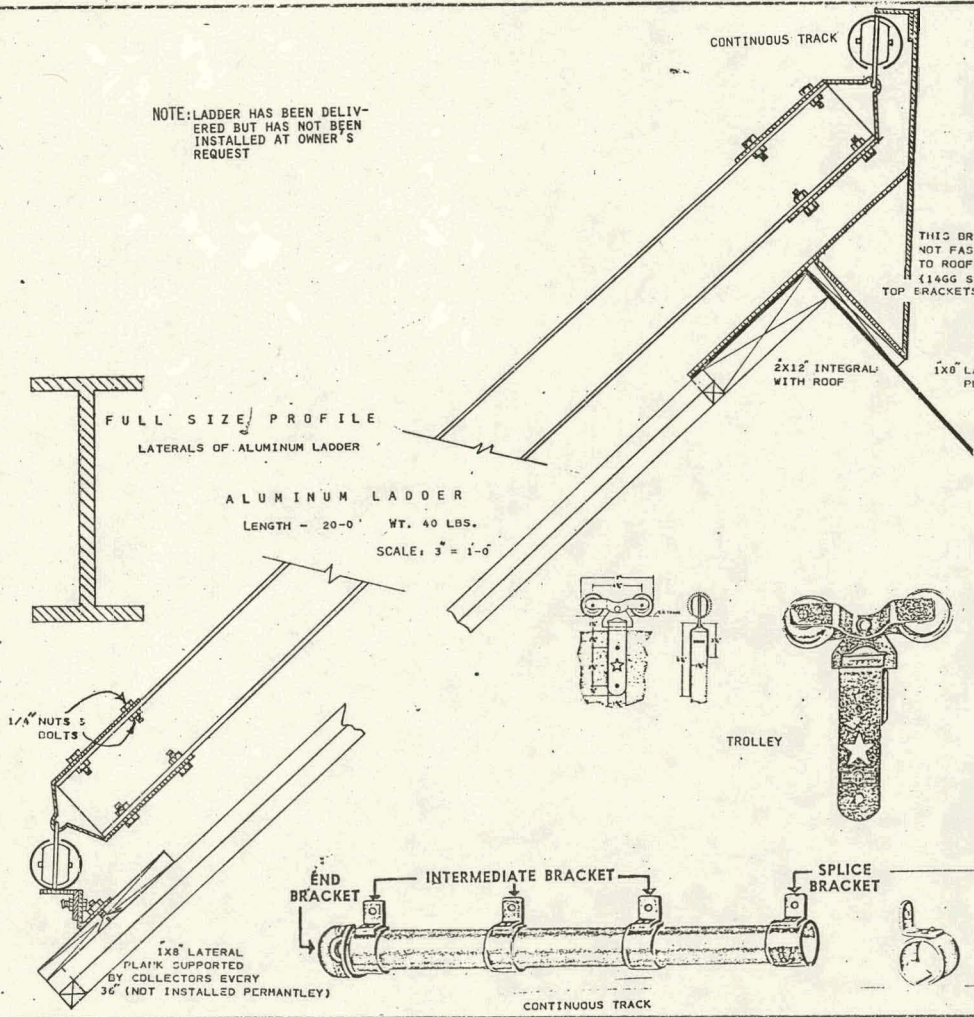 CONTINUOUS TRACK
NOTE: LADDER HAS BEEN DELIV-
ERED BUT HAS NOT BEEN
INSTALLED AT OWNER'S
REQUEST
THIS BR
NOT FAS
TO ROOF
(14GG S
TOP BRACKETS
2X12" INTEGRAL
WITH ROOF
1X8" LA
FULL SIZE PROFILE
LATERALS OF ALUMINUM LADDER
ALUMINUM LADDER
LENGTH - 20-0' WT. 40 LBS.
SCALE: 3" = 1'-0"
1/4" NUTS &
BOLTS
TROLLEY
END
BRACKET
INTERMEDIATE BRACKET
SPLICE
BRACKET
1X8" LATERAL
PLANK SUPPORTED
BY COLLECTORS EVERY
36" (NOT INSTALLED PERMANTLEY)
CONTINUOUS TRACK